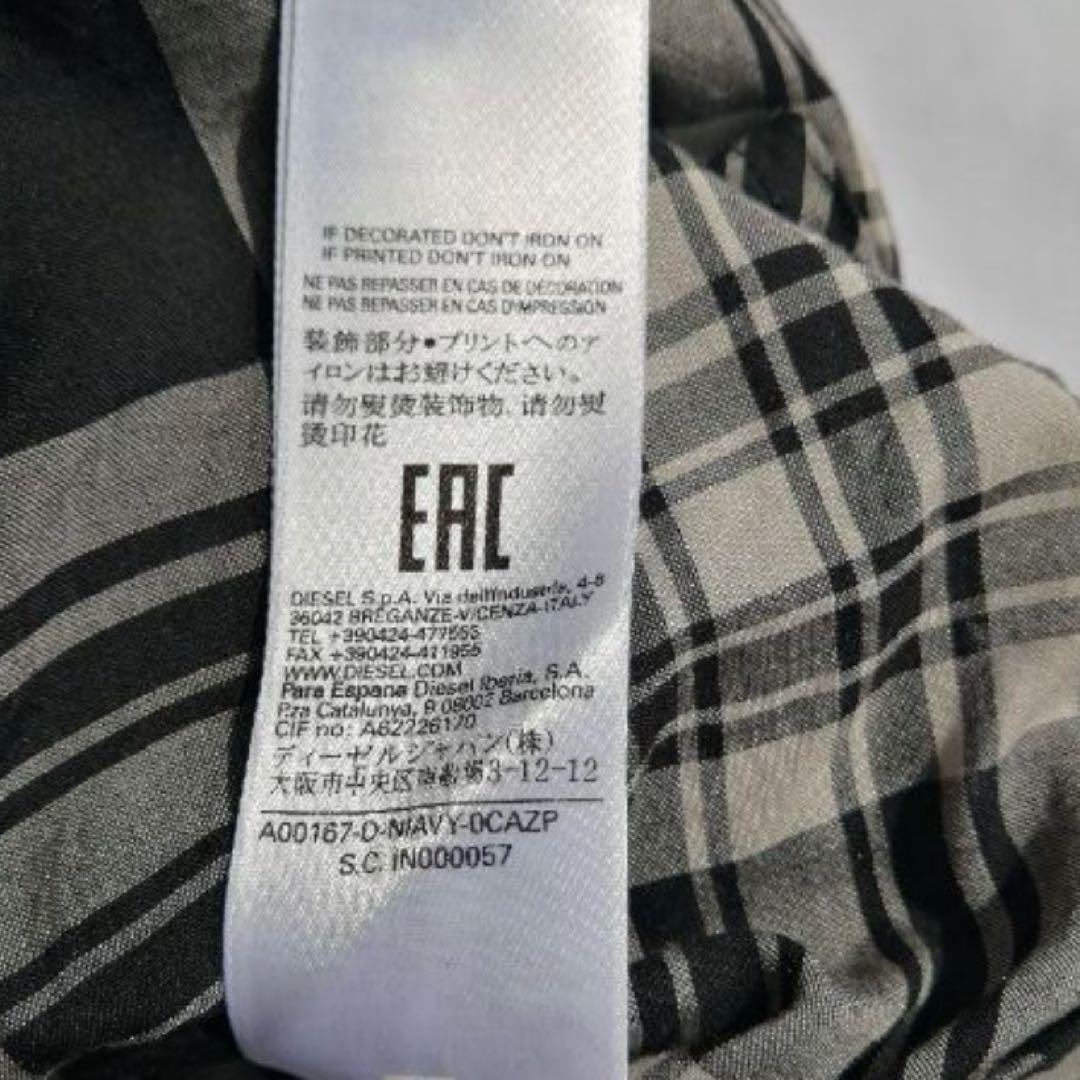 IF DECORATED DON'T IRON ON
IF PRINTED DON'T IRON ON
NE PAS REPASSER EN CAS DE DECORATION
NE PAS REPASSER EN CAS D'IMPRESSION
装飾部分●プリントへのア
イロンはお避けください。
请勿熨烫装饰物, 请勿熨
烫印花
EAC
DIESEL S.p.A. Via dell'industria, 4-6
36042 BREGANZE-VICENZA-ITALY
TEL +390424-477555
FAX +390424-411955
WWW.DIESEL.COM
Para Espana Diesel Iberia, S.A.
P.za Catalunya, 9 08002 Barcelona
CIF no: A62226170
ディーゼルジャパン(株)
大阪市中央区南船場3-12-12
A00167-D-NIAVY-0CAZP
S.C. IN000057